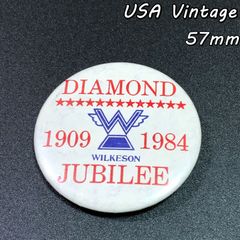 USA Vintage
57mm
DIAMOND
1909 1984
WILKESON
JUBILEE